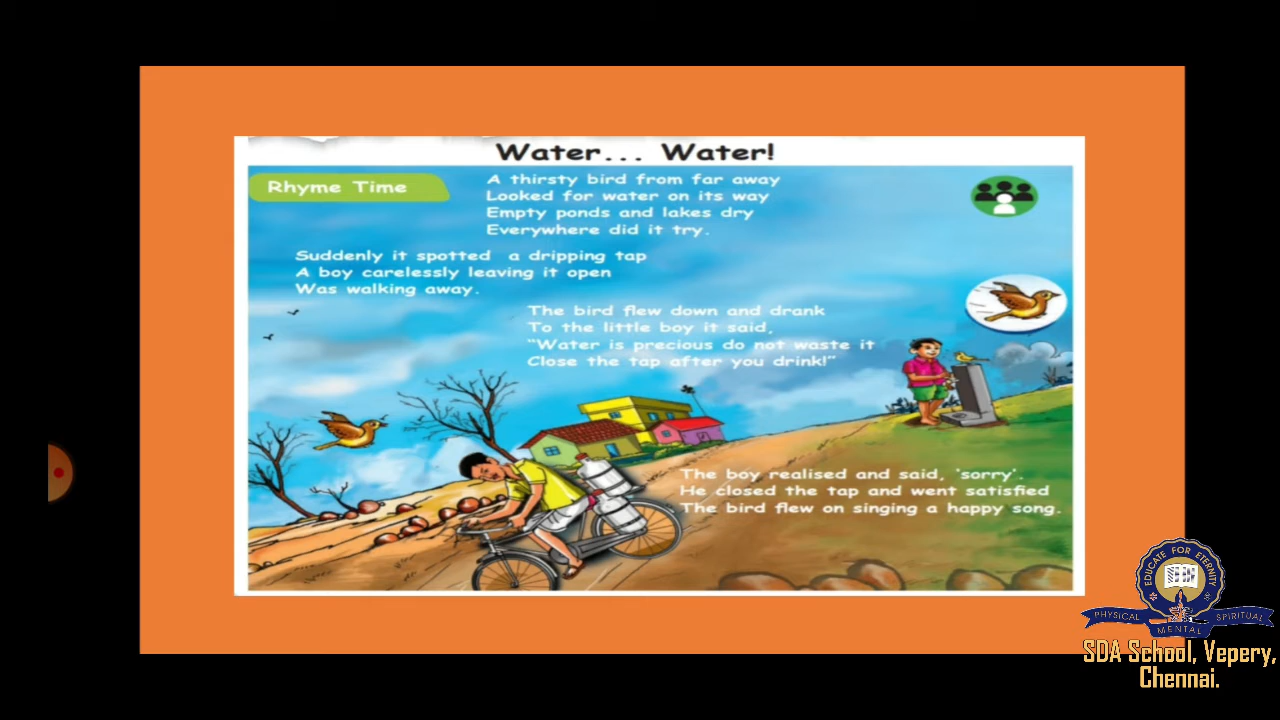 Water... Water!
Rhyme Time
A thirsty bird from far away
Looked for water on its way
Empty ponds and lakes dry
Everywhere did it try.
Suddenly it spotted a dripping tap
A boy carelessly leaving it open
Was walking away.
The bird flew down and drank
To the little boy it said,
"Water is precious do not waste it
Close the tap after you drink!"
The boy realised and said, 'sorry'.
He closed the tap and went satisfied
The bird flew on singing a happy song.
EDUCATE FOR ETERNITY
PHYSICAL MENTAL SPIRITUAL
SDA School, Vepery,
Chennai.